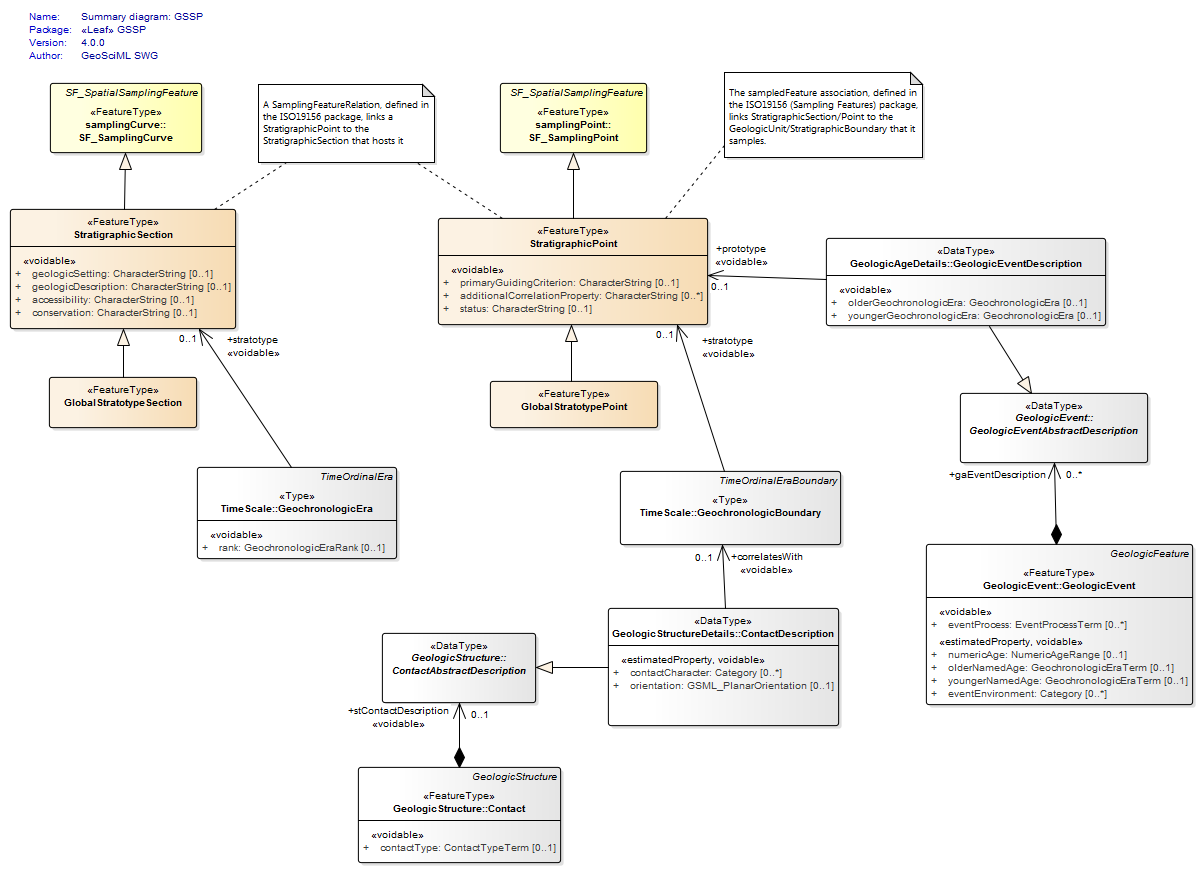 Name: Summary diagram: GSSP
Package: «Leaf» GSSP
Version: 4.0.0
Author: GeoSciML SWG
SF_SpatialSamplingFeature
«FeatureType»
samplingCurve::
SF_SamplingCurve
A SamplingFeatureRelation, defined in
the ISO19156 package, links a
StratigraphicPoint to the
StratigraphicSection that hosts it
SF_SpatialSamplingFeature
«FeatureType»
samplingPoint::
SF_SamplingPoint
The sampledFeature association, defined in
the ISO19156 (Sampling Features) package,
links StratigraphicSection/Point to the
GeologicUnit/StratigraphicBoundary that it
samples.
«FeatureType»
StratigraphicSection
«voidable»
+ geologicSetting: CharacterString [0..1]
+ geologicDescription: CharacterString [0..1]
+ accessibility: CharacterString [0..1]
+ conservation: CharacterString [0..1]
«FeatureType»
StratigraphicPoint
«voidable»
+ primaryGuidingCriterion: CharacterString [0..1]
+ additionalCorrelationProperty: CharacterString [0..*]
+ status: CharacterString [0..1]
+prototype
«voidable»
0..1
«DataType»
GeologicAgeDetails::GeologicEventDescription
«voidable»
+ olderGeochronologicEra: GeochronologicEra [0..1]
+ youngerGeochronologicEra: GeochronologicEra [0..1]
0..1
+stratotype
«voidable»
0..1
+stratotype
«voidable»
«FeatureType»
GlobalStratotypeSection
«FeatureType»
GlobalStratotypePoint
«DataType»
GeologicEvent::
GeologicEventAbstractDescription
+gaEventDescription 0..*
TimeOrdinalEra
«Type»
TimeScale::GeochronologicEra
«voidable»
+ rank: GeochronologicEraRank [0..1]
TimeOrdinalEraBoundary
«Type»
TimeScale::GeochronologicBoundary
0..1
+correlatesWith
«voidable»
GeologicFeature
«FeatureType»
GeologicEvent::GeologicEvent
«voidable»
+ eventProcess: EventProcessTerm [0..*]
«estimatedProperty, voidable»
+ numericAge: NumericAgeRange [0..1]
+ olderNamedAge: GeochronologicEraTerm [0..1]
+ youngerNamedAge: GeochronologicEraTerm [0..1]
+ eventEnvironment: Category [0..*]
«DataType»
GeologicStructureDetails::ContactDescription
«estimatedProperty, voidable»
+ contactCharacter: Category [0..*]
+ orientation: GSML_PlanarOrientation [0..1]
«DataType»
GeologicStructure::
ContactAbstractDescription
+stContactDescription
«voidable»
0..1
GeologicStructure
«FeatureType»
GeologicStructure::Contact
«voidable»
+ contactType: ContactTypeTerm [0..1]